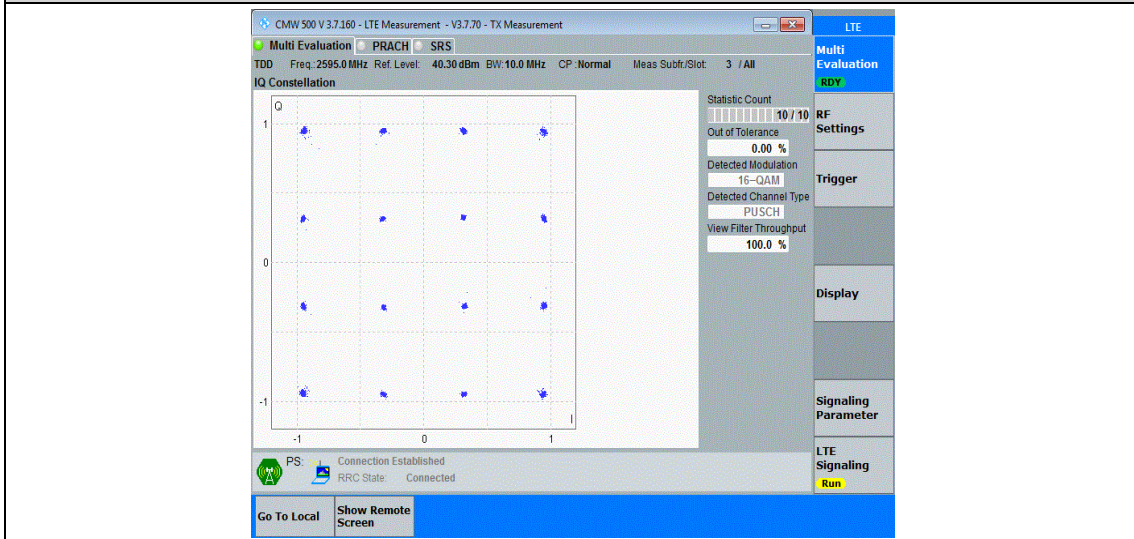 CMW 500 V 3.7.160 - LTE Measurement - V3.7.70 - TX Measurement
LTE
Multi Evaluation PRACH SRS
Multi
Evaluation
RDY
TDD Freq.:2595.0 MHz Ref. Level: 40.30 dBm BW:10.0 MHz CP :Normal Meas Subfr./Slot: 3 / All
IQ Constellation
Q
1
0
-1
I
-1 0 1
Statistic Count
10 / 10
Out of Tolerance
0.00 %
Detected Modulation
16-QAM
Detected Channel Type
PUSCH
View Filter Throughput
100.0 %
RF
Settings
Trigger
Display
Signaling
Parameter
LTE
Signaling
Run
PS: Connection Established
RRC State: Connected
Go To Local
Show Remote
Screen